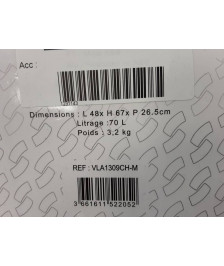 Acc :
Dimensions : L 48x H 67x P 26.5cm
Litrage :70 L
Poids : 3,2 kg
REF : VLA1309CH-M
3 661611 522052